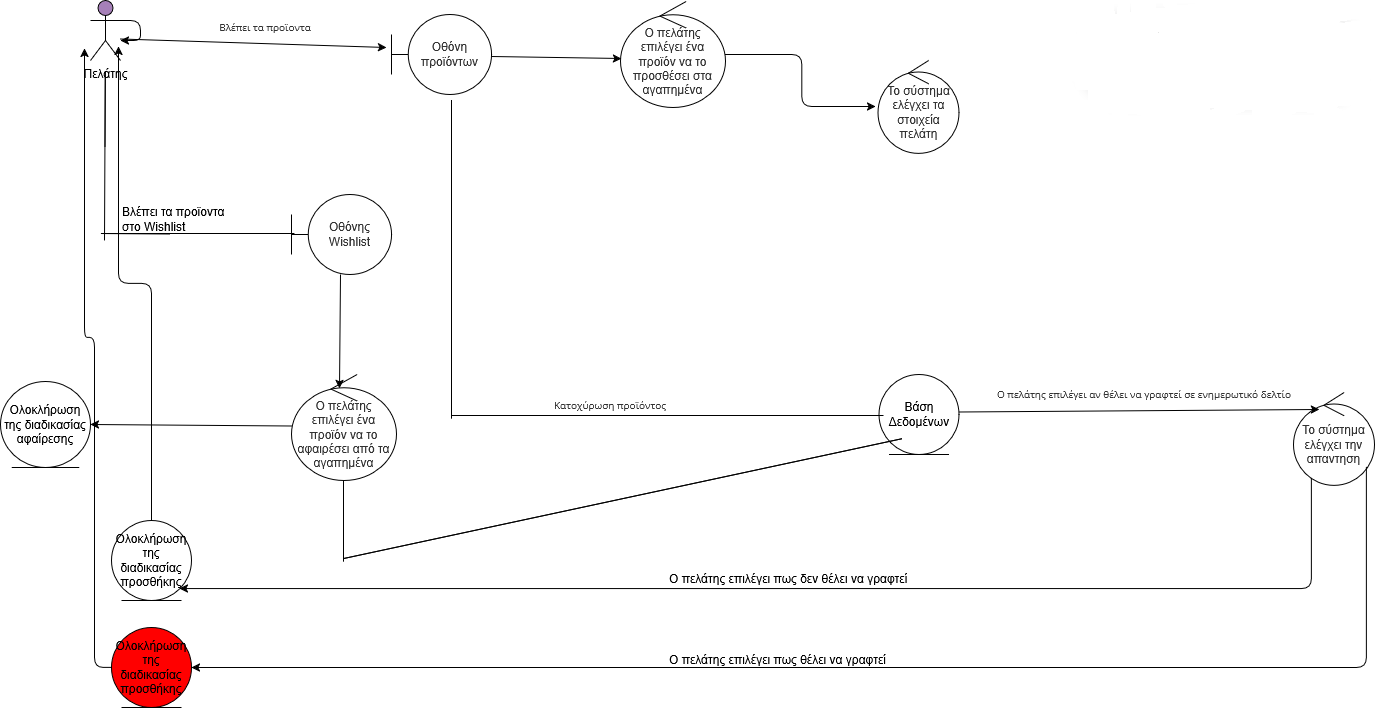 Βλέπει τα προϊοντα
Πελάτης
Οθόνη
προϊόντων
Ο πελάτης
επιλέγει ένα
προϊόν να το
προσθέσει στα
αγαπημένα
Το σύστημα
ελέγχει τα
στοιχεία
πελάτη
Βλέπει τα προϊοντα
στο Wishlist
Οθόνης
Wishlist
Ολοκλήρωση
της διαδικασίας
αφαίρεσης
Ο πελάτης
επιλέγει ένα
προϊόν να το
αφαιρέσει από τα
αγαπημένα
Κατοχύρωση προϊόντος
Βάση
Δεδομένων
Ο πελάτης επιλέγει αν θέλει να γραφτεί σε ενημερωτικό δελτίο
Το σύστημα
ελέγχει την
απαντηση
Ολοκλήρωση
της
διαδικασίας
προσθήκης
Ο πελάτης επιλέγει πως δεν θέλει να γραφτεί
Ολοκλήρωση
της
διαδικασίας
προσθήκης
Ο πελάτης επιλέγει πως θέλει να γραφτεί